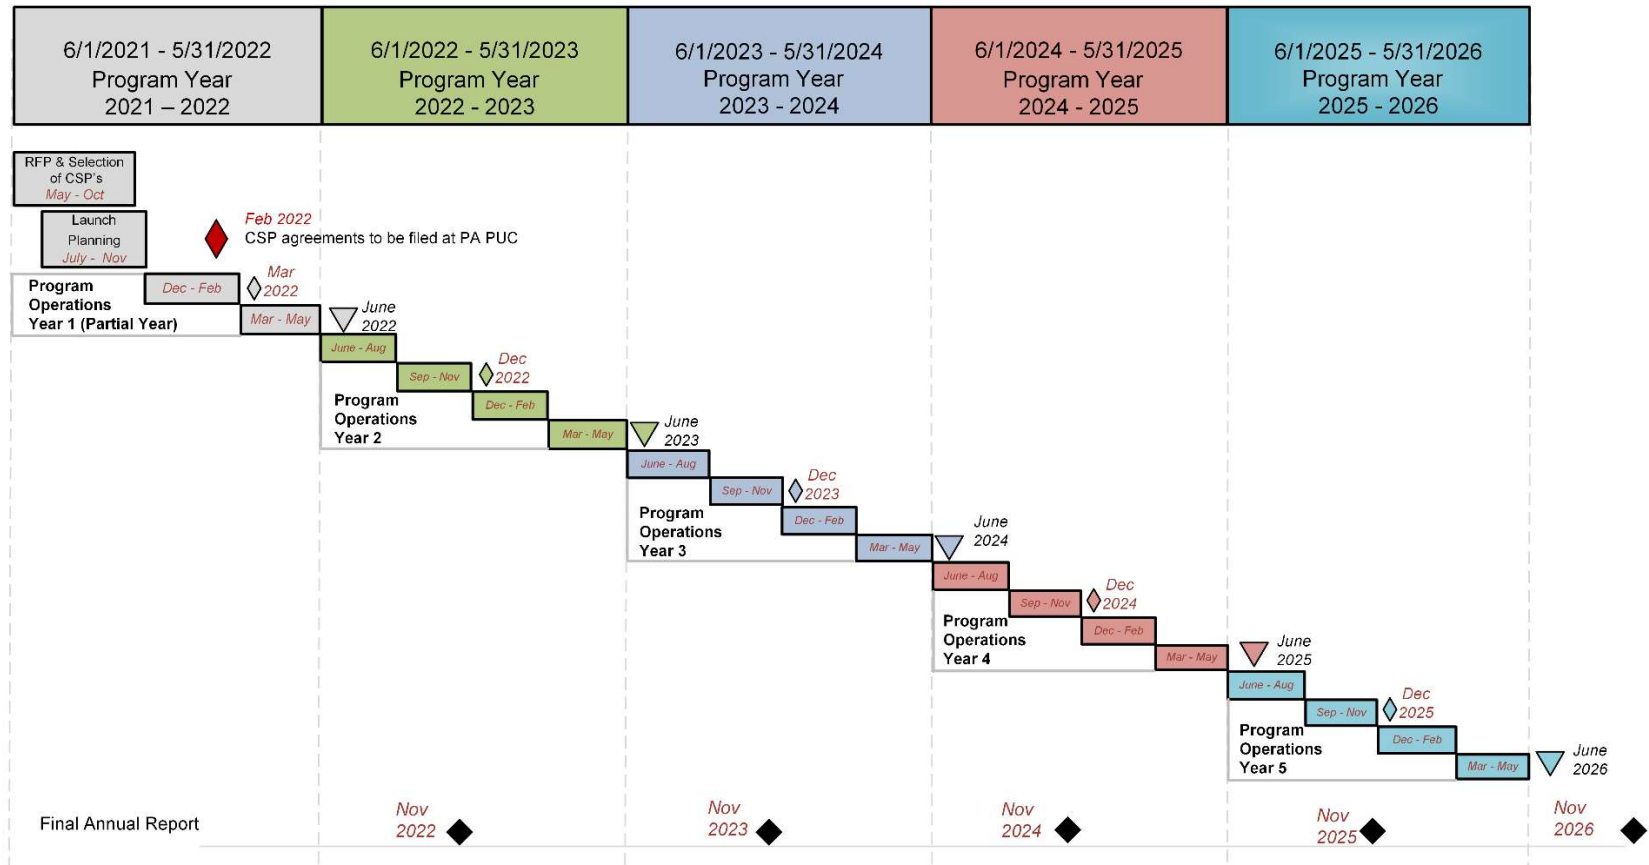 6/1/2021 - 5/31/2022
Program Year
2021 – 2022
6/1/2022 - 5/31/2023
Program Year
2022 - 2023
6/1/2023 - 5/31/2024
Program Year
2023 - 2024
6/1/2024 - 5/31/2025
Program Year
2024 - 2025
6/1/2025 - 5/31/2026
Program Year
2025 - 2026
RFP & Selection
of CSP's
May - Oct
Launch
Planning
July - Nov
Feb 2022
CSP agreements to be filed at PA PUC
Program
Operations
Year 1 (Partial Year)
Dec - Feb
Mar
2022
Mar - May
June
2022
June - Aug
Sep - Nov
Dec
2022
Dec - Feb
Program
Operations
Year 2
Mar - May
June
2023
June - Aug
Sep - Nov
Dec
2023
Dec - Feb
Program
Operations
Year 3
Mar - May
June
2024
June - Aug
Sep - Nov
Dec
2024
Dec - Feb
Program
Operations
Year 4
Mar - May
June
2025
June - Aug
Sep - Nov
Dec
2025
Dec - Feb
Program
Operations
Year 5
Mar - May
June
2026
Final Annual Report
Nov
2022
Nov
2023
Nov
2024
Nov
2025
Nov
2026